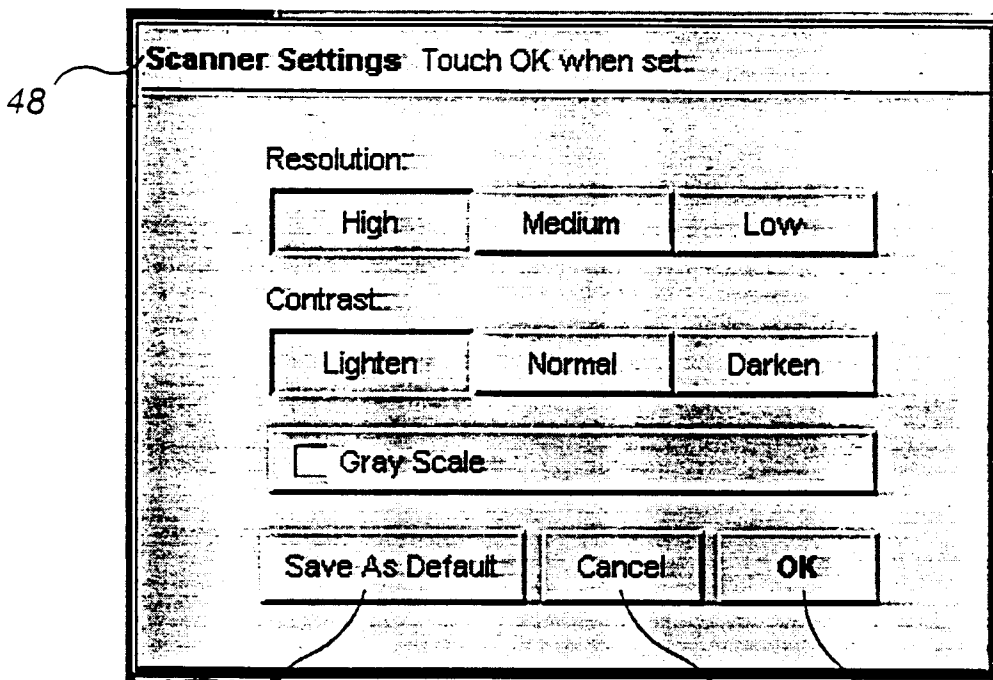 Scanner Settings Touch OK when set.
48
Resolution:
High Medium Low
Contrast:
Lighten Normal Darken
Gray Scale
Save As Default Cancel OK